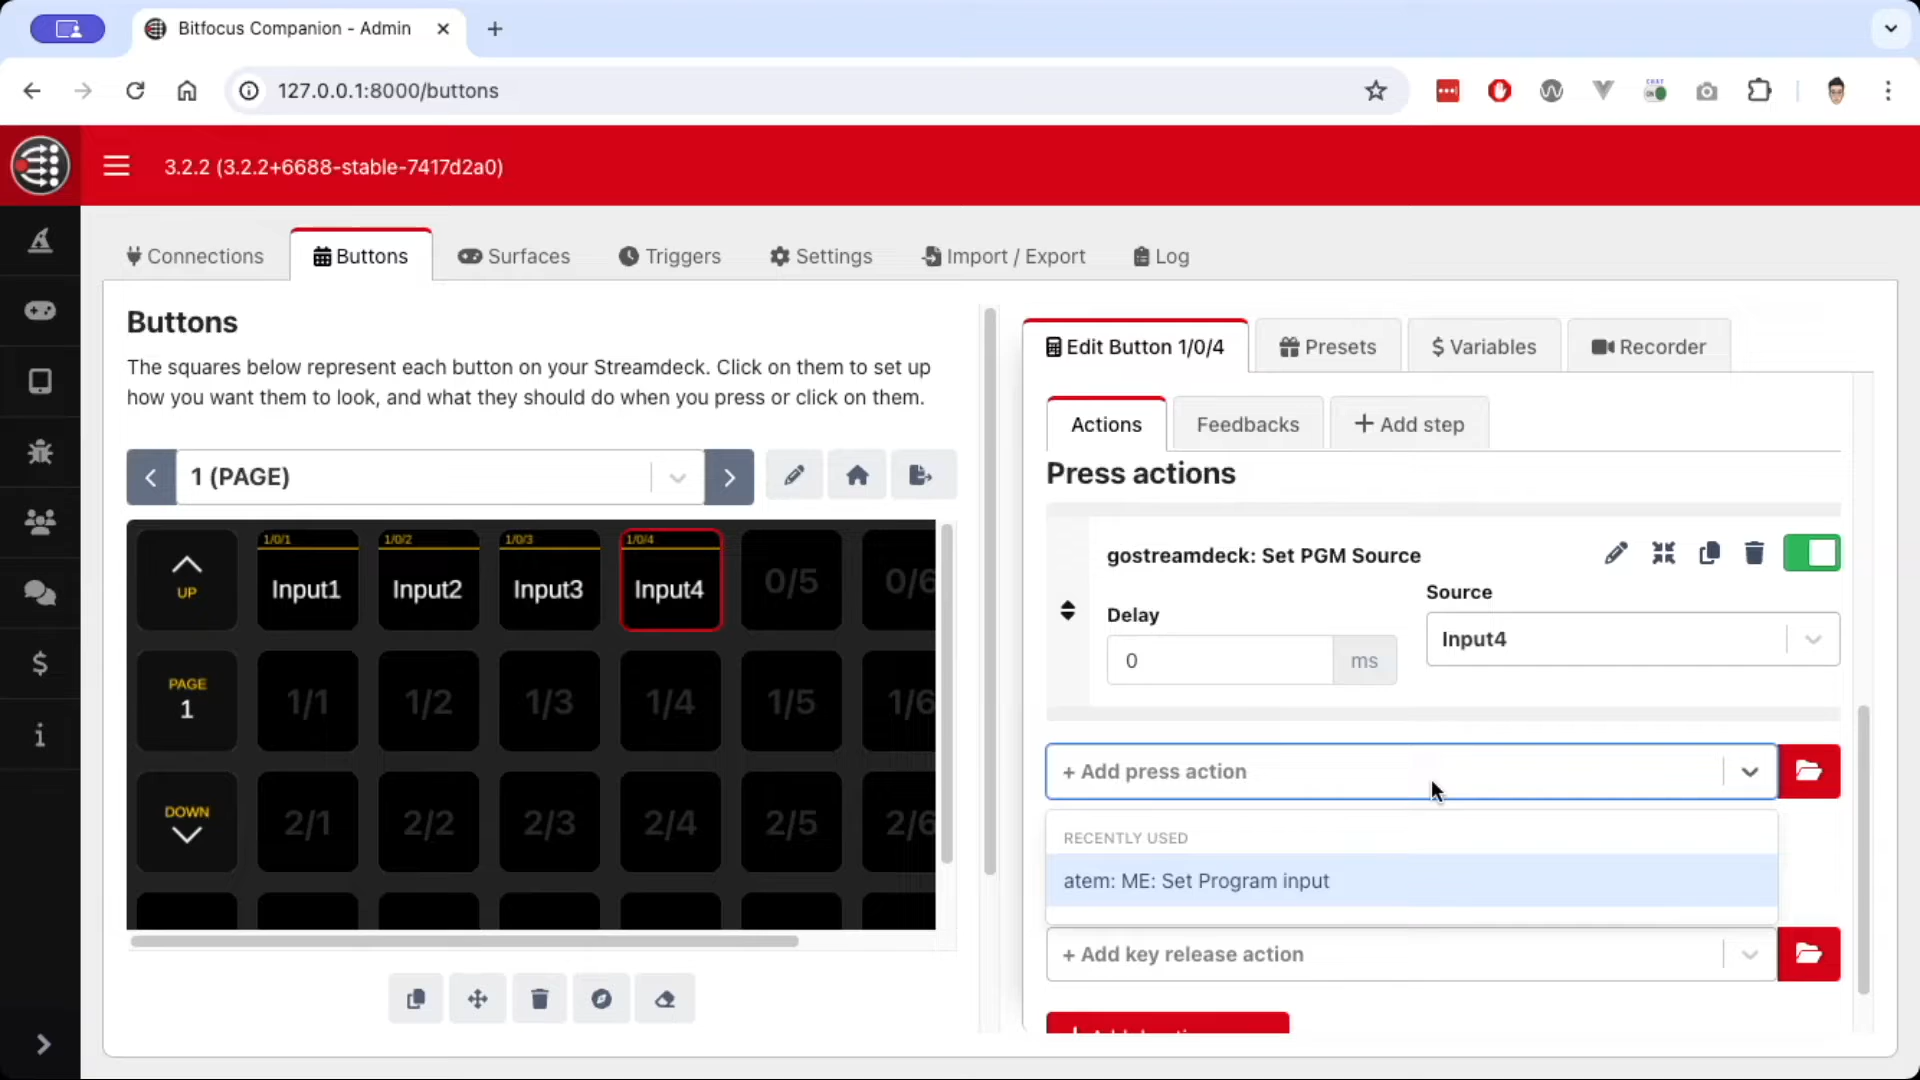 Bitfocus Companion - Admin
127.0.0.1:8000/buttons
3.2.2 (3.2.2+6688-stable-7417d2a0)
Connections
Buttons
Surfaces
Triggers
Settings
Import / Export
Log
Buttons
The squares below represent each button on your Streamdeck. Click on them to set up
how you want them to look, and what they should do when you press or click on them.
1 (PAGE)
UP
1/0/1
Input1
1/0/2
Input2
1/0/3
Input3
1/0/4
Input4
0/5
0/6
PAGE
1
1/1
1/2
1/3
1/4
1/5
1/6
DOWN
2/1
2/2
2/3
2/4
2/5
2/6
Edit Button 1/0/4
Presets
$ Variables
Recorder
Actions
Feedbacks
+ Add step
Press actions
gostreamdeck: Set PGM Source
Delay
0
ms
Source
Input4
+ Add press action
RECENTLY USED
atem: ME: Set Program input
+ Add key release action